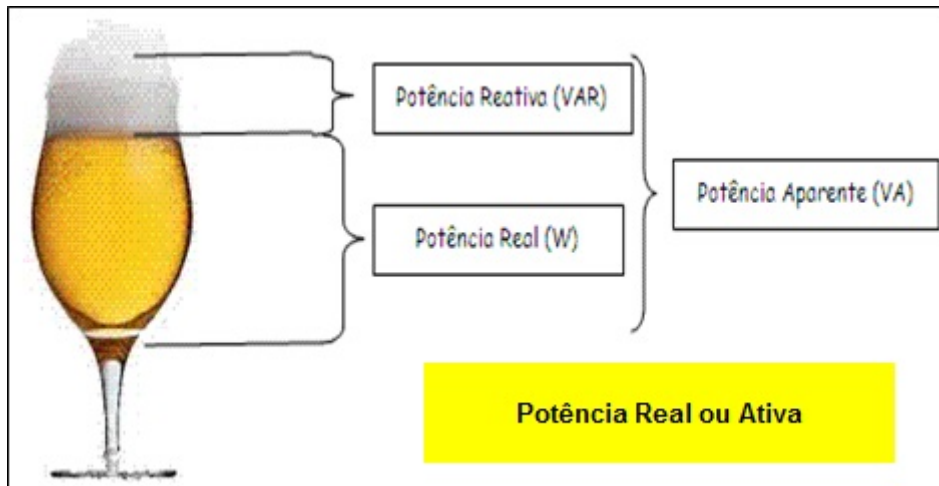 Potência Reativa (VAR)
Potência Aparente (VA)
Potência Real (W)
Potência Real ou Ativa